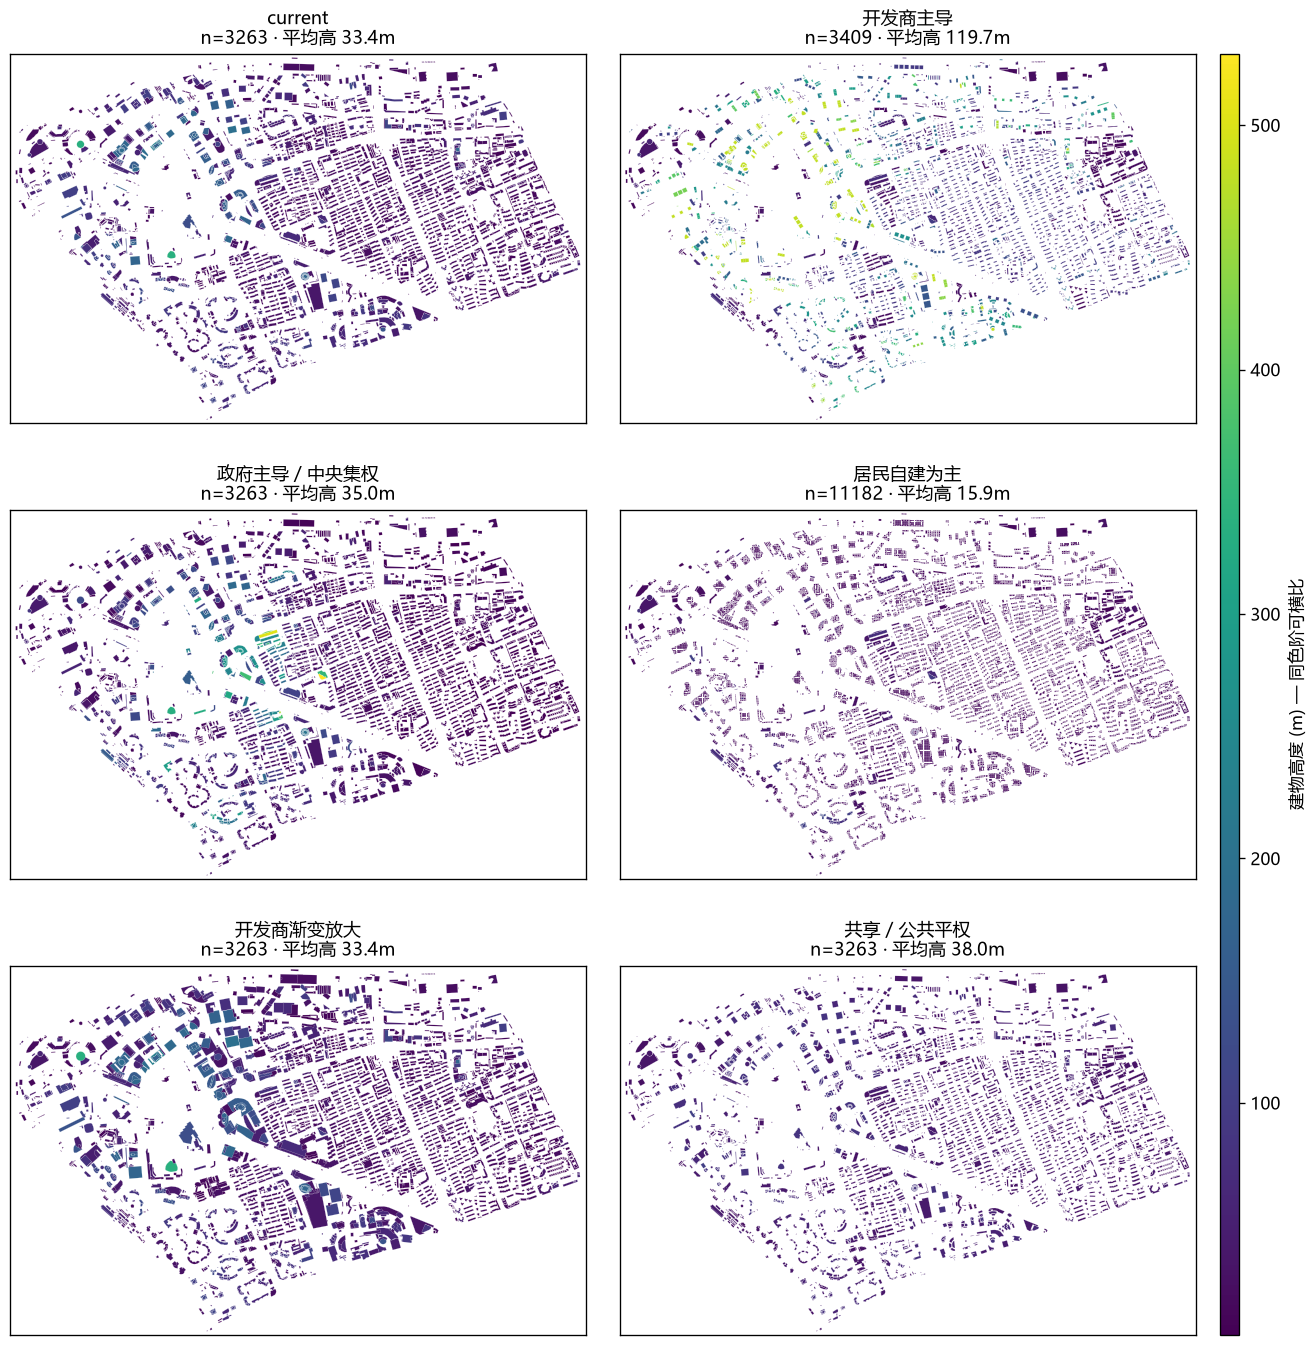 current
n=3263 · 平均高 33.4m
开发商主导
n=3409 · 平均高 119.7m
政府主导 / 中央集权
n=3263 · 平均高 35.0m
居民自建为主
n=11182 · 平均高 15.9m
开发商渐变放大
n=3263 · 平均高 33.4m
共享 / 公共平权
n=3263 · 平均高 38.0m
500
400
300
200
100
建物高度 (m) — 同色阶可横比